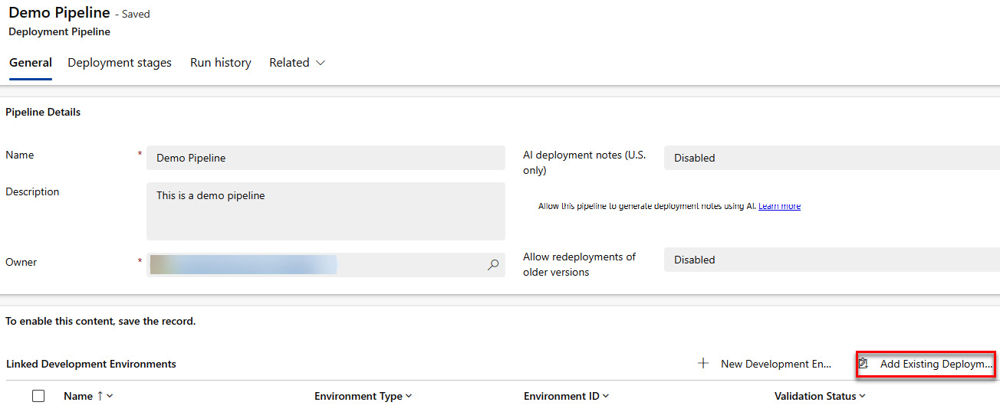 Demo Pipeline - Saved
Deployment Pipeline
General Deployment stages Run history Related
Pipeline Details
Name * Demo Pipeline
AI deployment notes (U.S. only) Disabled
Description This is a demo pipeline
Allow this pipeline to generate deployment notes using AI. Learn more
Owner *
Allow redeployments of older versions Disabled
To enable this content, save the record.
Linked Development Environments New Development En... Add Existing Deploym...
Name ↑ Environment Type Environment ID Validation Status